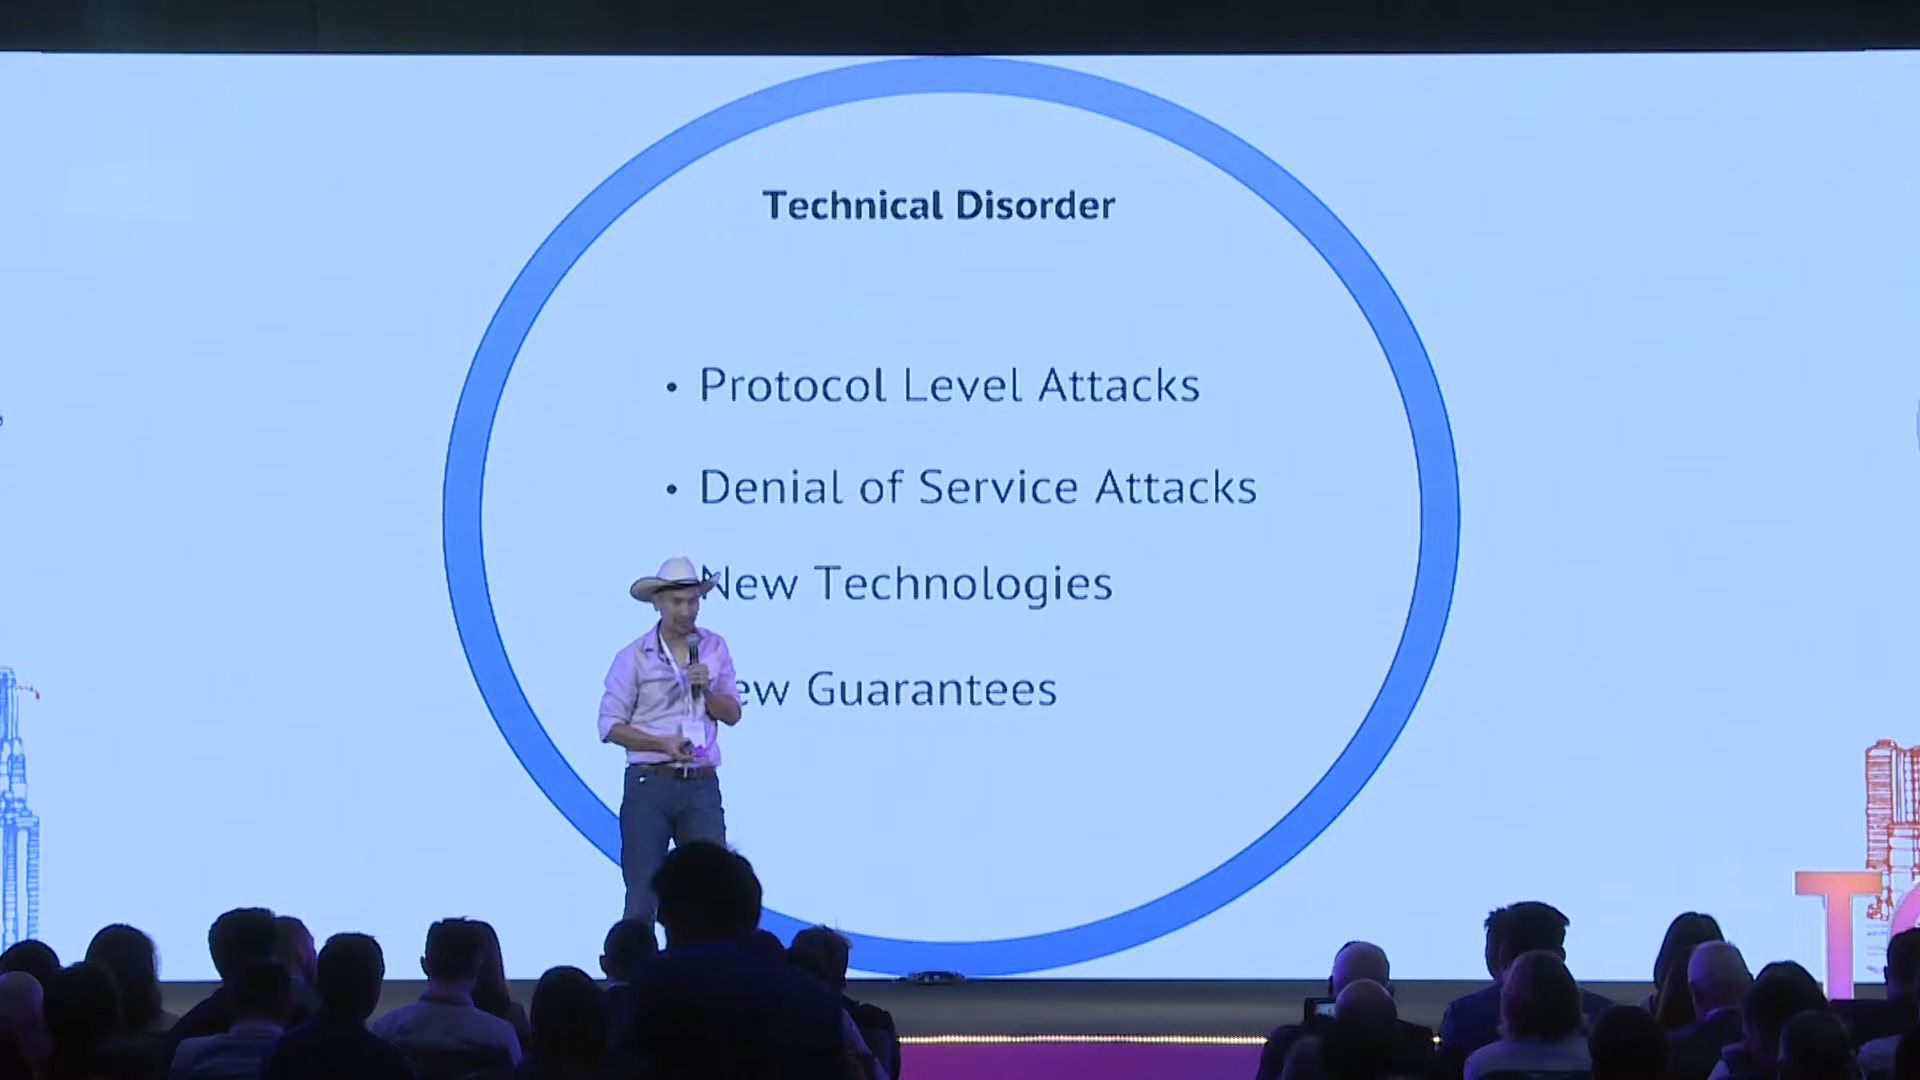 Technical Disorder
• Protocol Level Attacks
• Denial of Service Attacks
New Technologies
ew Guarantees
T